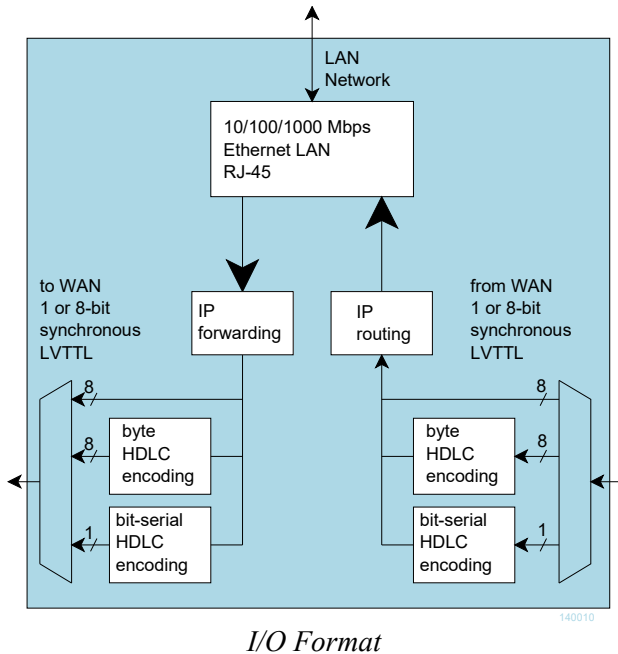 LAN
Network
10/100/1000 Mbps
Ethernet LAN
RJ-45
to WAN
1 or 8-bit
synchronous
LVTTL
IP
forwarding
IP
routing
from WAN
1 or 8-bit
synchronous
LVTTL
8
8
byte
HDLC
encoding
1
bit-serial
HDLC
encoding
8
byte
HDLC
encoding
8
bit-serial
HDLC
encoding
1
140010
I/O Format